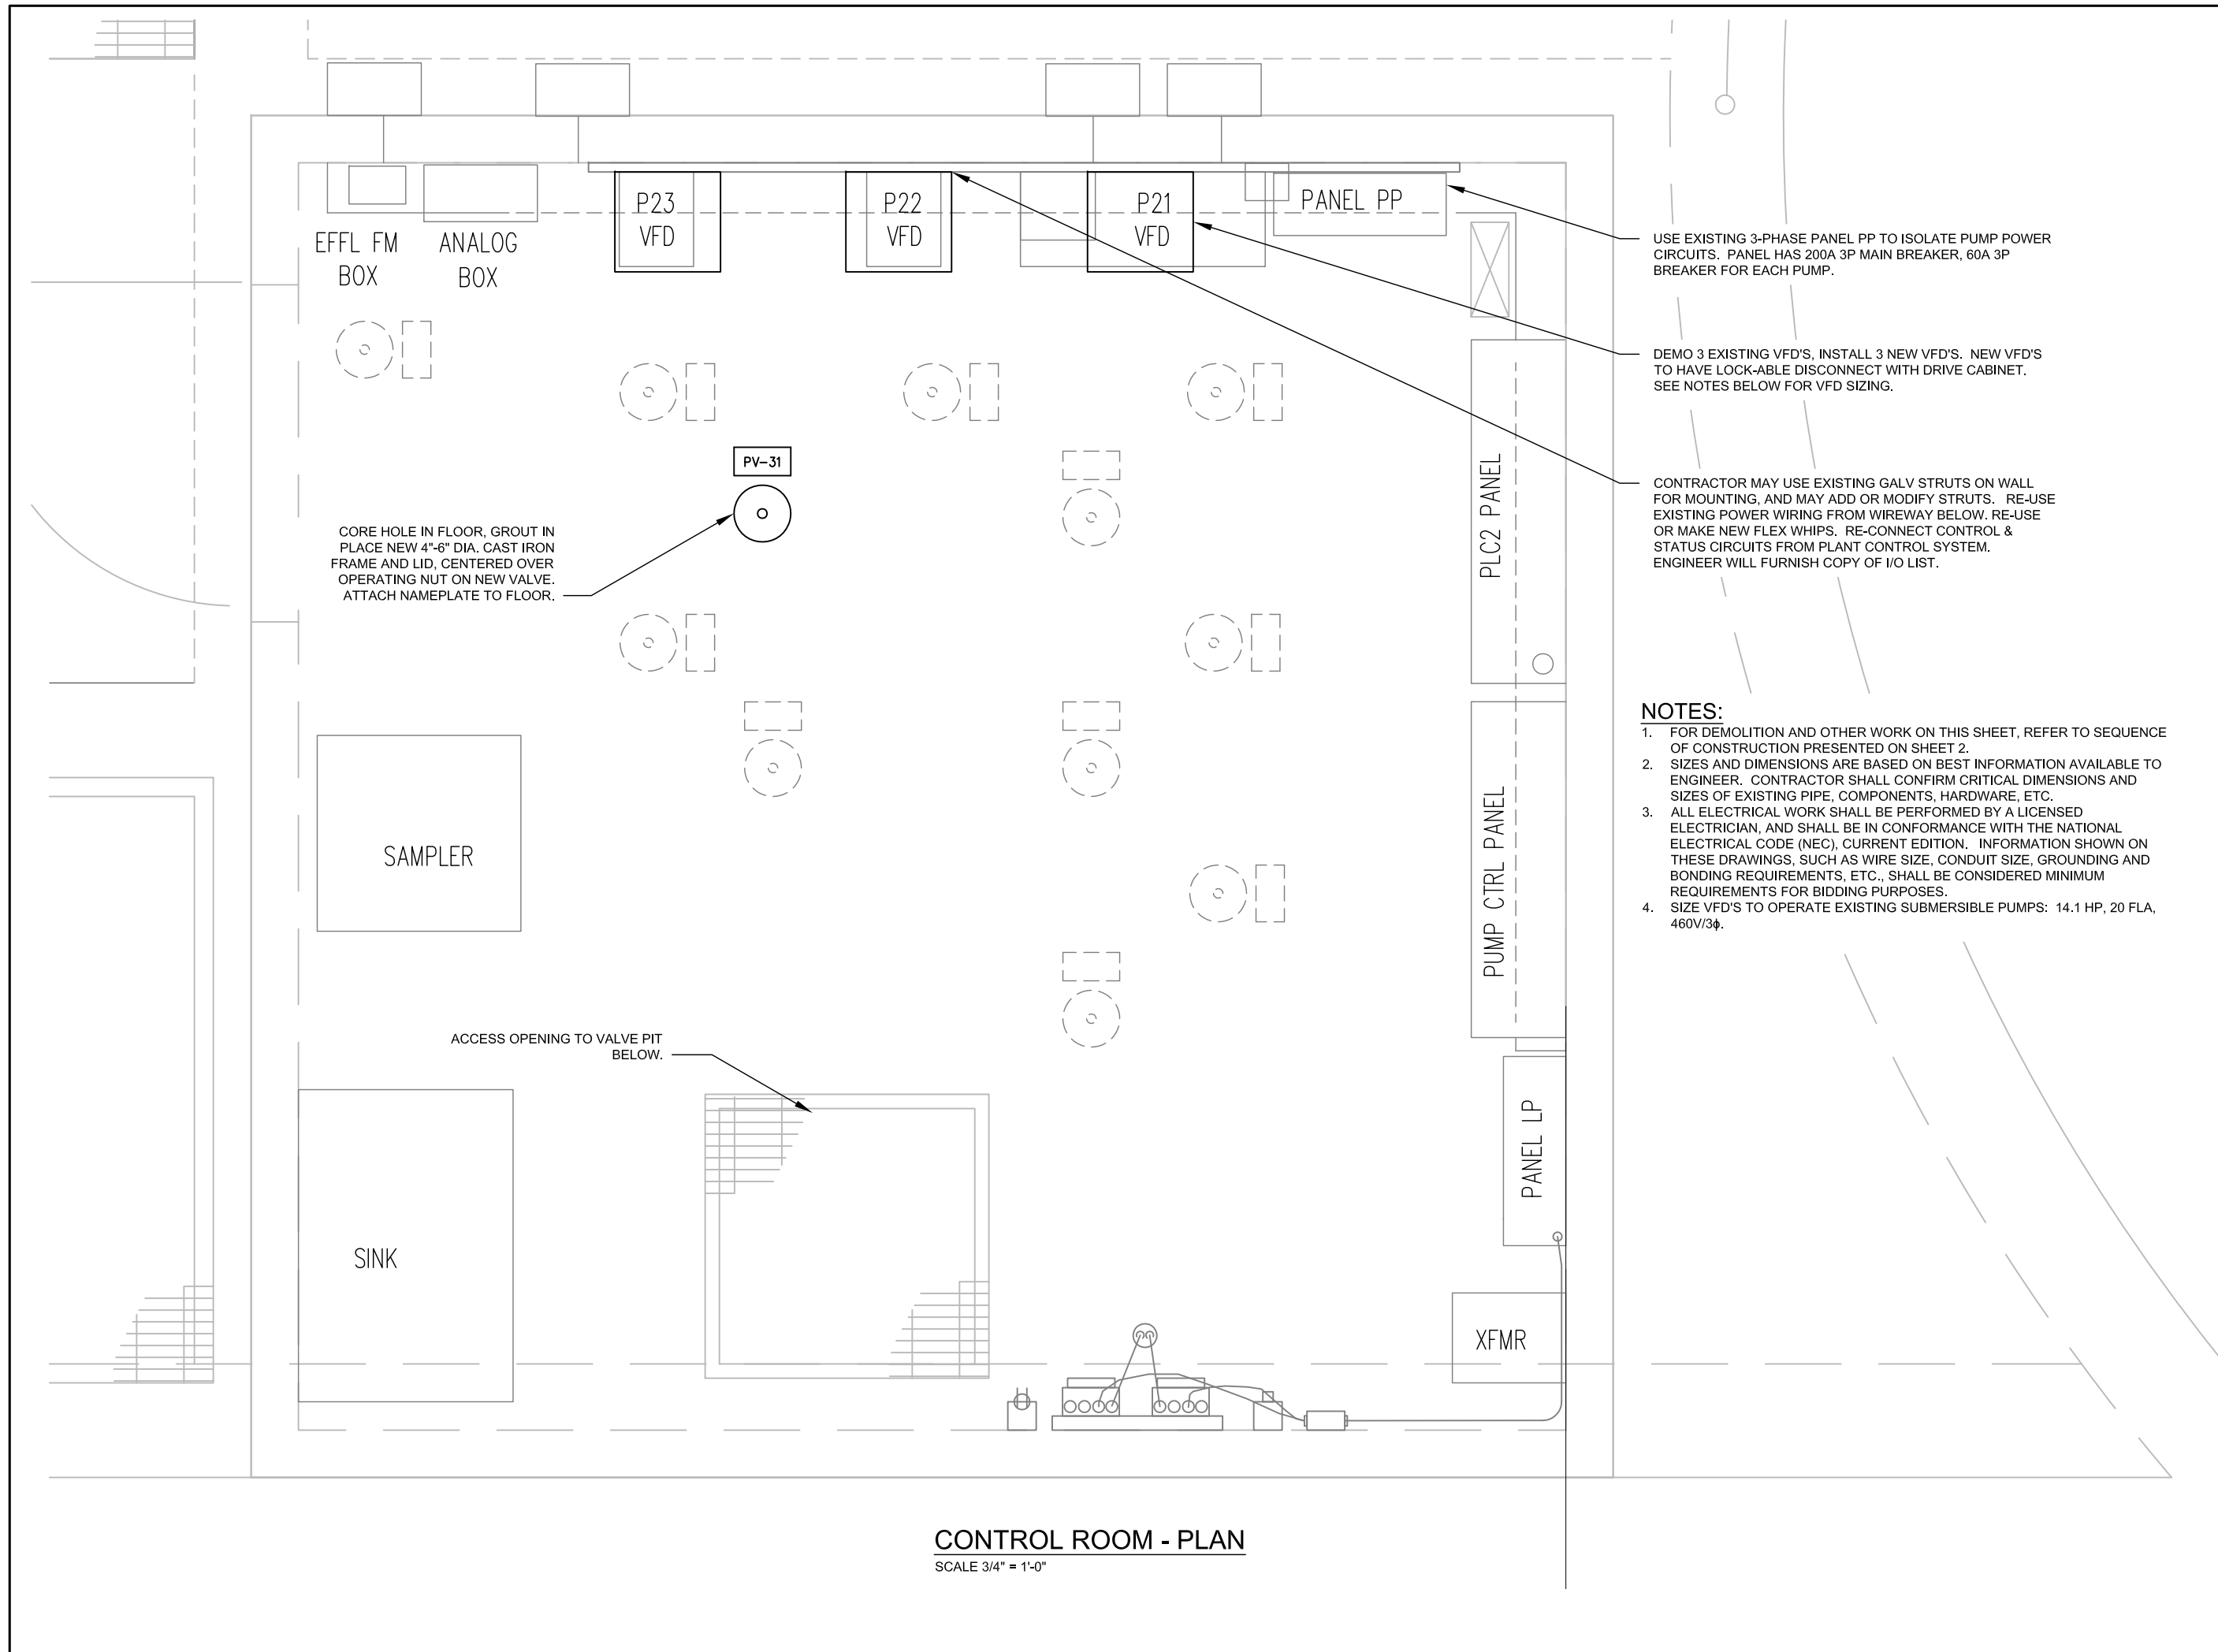 P23
VFD
P22
VFD
P21
VFD
PANEL PP
EFFL FM
BOX
ANALOG
BOX
USE EXISTING 3-PHASE PANEL PP TO ISOLATE PUMP POWER
CIRCUITS.  PANEL HAS 200A 3P MAIN BREAKER, 60A 3P
BREAKER FOR EACH PUMP.
DEMO 3 EXISTING VFD'S, INSTALL 3 NEW VFD'S.  NEW VFD'S
TO HAVE LOCK-ABLE DISCONNECT WITH DRIVE CABINET.
SEE NOTES BELOW FOR VFD SIZING.
PV-31
PLC2 PANEL
CONTRACTOR MAY USE EXISTING GALV STRUTS ON WALL
FOR MOUNTING, AND MAY ADD OR MODIFY STRUTS.  RE-USE
EXISTING POWER WIRING FROM WIREWAY BELOW. RE-USE
OR MAKE NEW FLEX WHIPS.  RE-CONNECT CONTROL &
STATUS CIRCUITS FROM PLANT CONTROL SYSTEM.
ENGINEER WILL FURNISH COPY OF I/O LIST.
CORE HOLE IN FLOOR, GROUT IN
PLACE NEW 4"-6" DIA. CAST IRON
FRAME AND LID, CENTERED OVER
OPERATING NUT ON NEW VALVE.
ATTACH NAMEPLATE TO FLOOR.
NOTES:
1. FOR DEMOLITION AND OTHER WORK ON THIS SHEET, REFER TO SEQUENCE
OF CONSTRUCTION PRESENTED ON SHEET 2.
2. SIZES AND DIMENSIONS ARE BASED ON BEST INFORMATION AVAILABLE TO
ENGINEER.  CONTRACTOR SHALL CONFIRM CRITICAL DIMENSIONS AND
SIZES OF EXISTING PIPE, COMPONENTS, HARDWARE, ETC.
3. ALL ELECTRICAL WORK SHALL BE PERFORMED BY A LICENSED
ELECTRICIAN, AND SHALL BE IN CONFORMANCE WITH THE NATIONAL
ELECTRICAL CODE (NEC), CURRENT EDITION.  INFORMATION SHOWN ON
THESE DRAWINGS, SUCH AS WIRE SIZE, CONDUIT SIZE, GROUNDING AND
BONDING REQUIREMENTS, ETC., SHALL BE CONSIDERED MINIMUM
REQUIREMENTS FOR BIDDING PURPOSES.
4. SIZE VFD'S TO OPERATE EXISTING SUBMERSIBLE PUMPS:  14.1 HP, 20 FLA,
460V/3ϕ.
SAMPLER
PUMP CTRL PANEL
ACCESS OPENING TO VALVE PIT
BELOW.
PANEL LP
SINK
XFMR
CONTROL ROOM - PLAN
SCALE 3/4" = 1'-0"